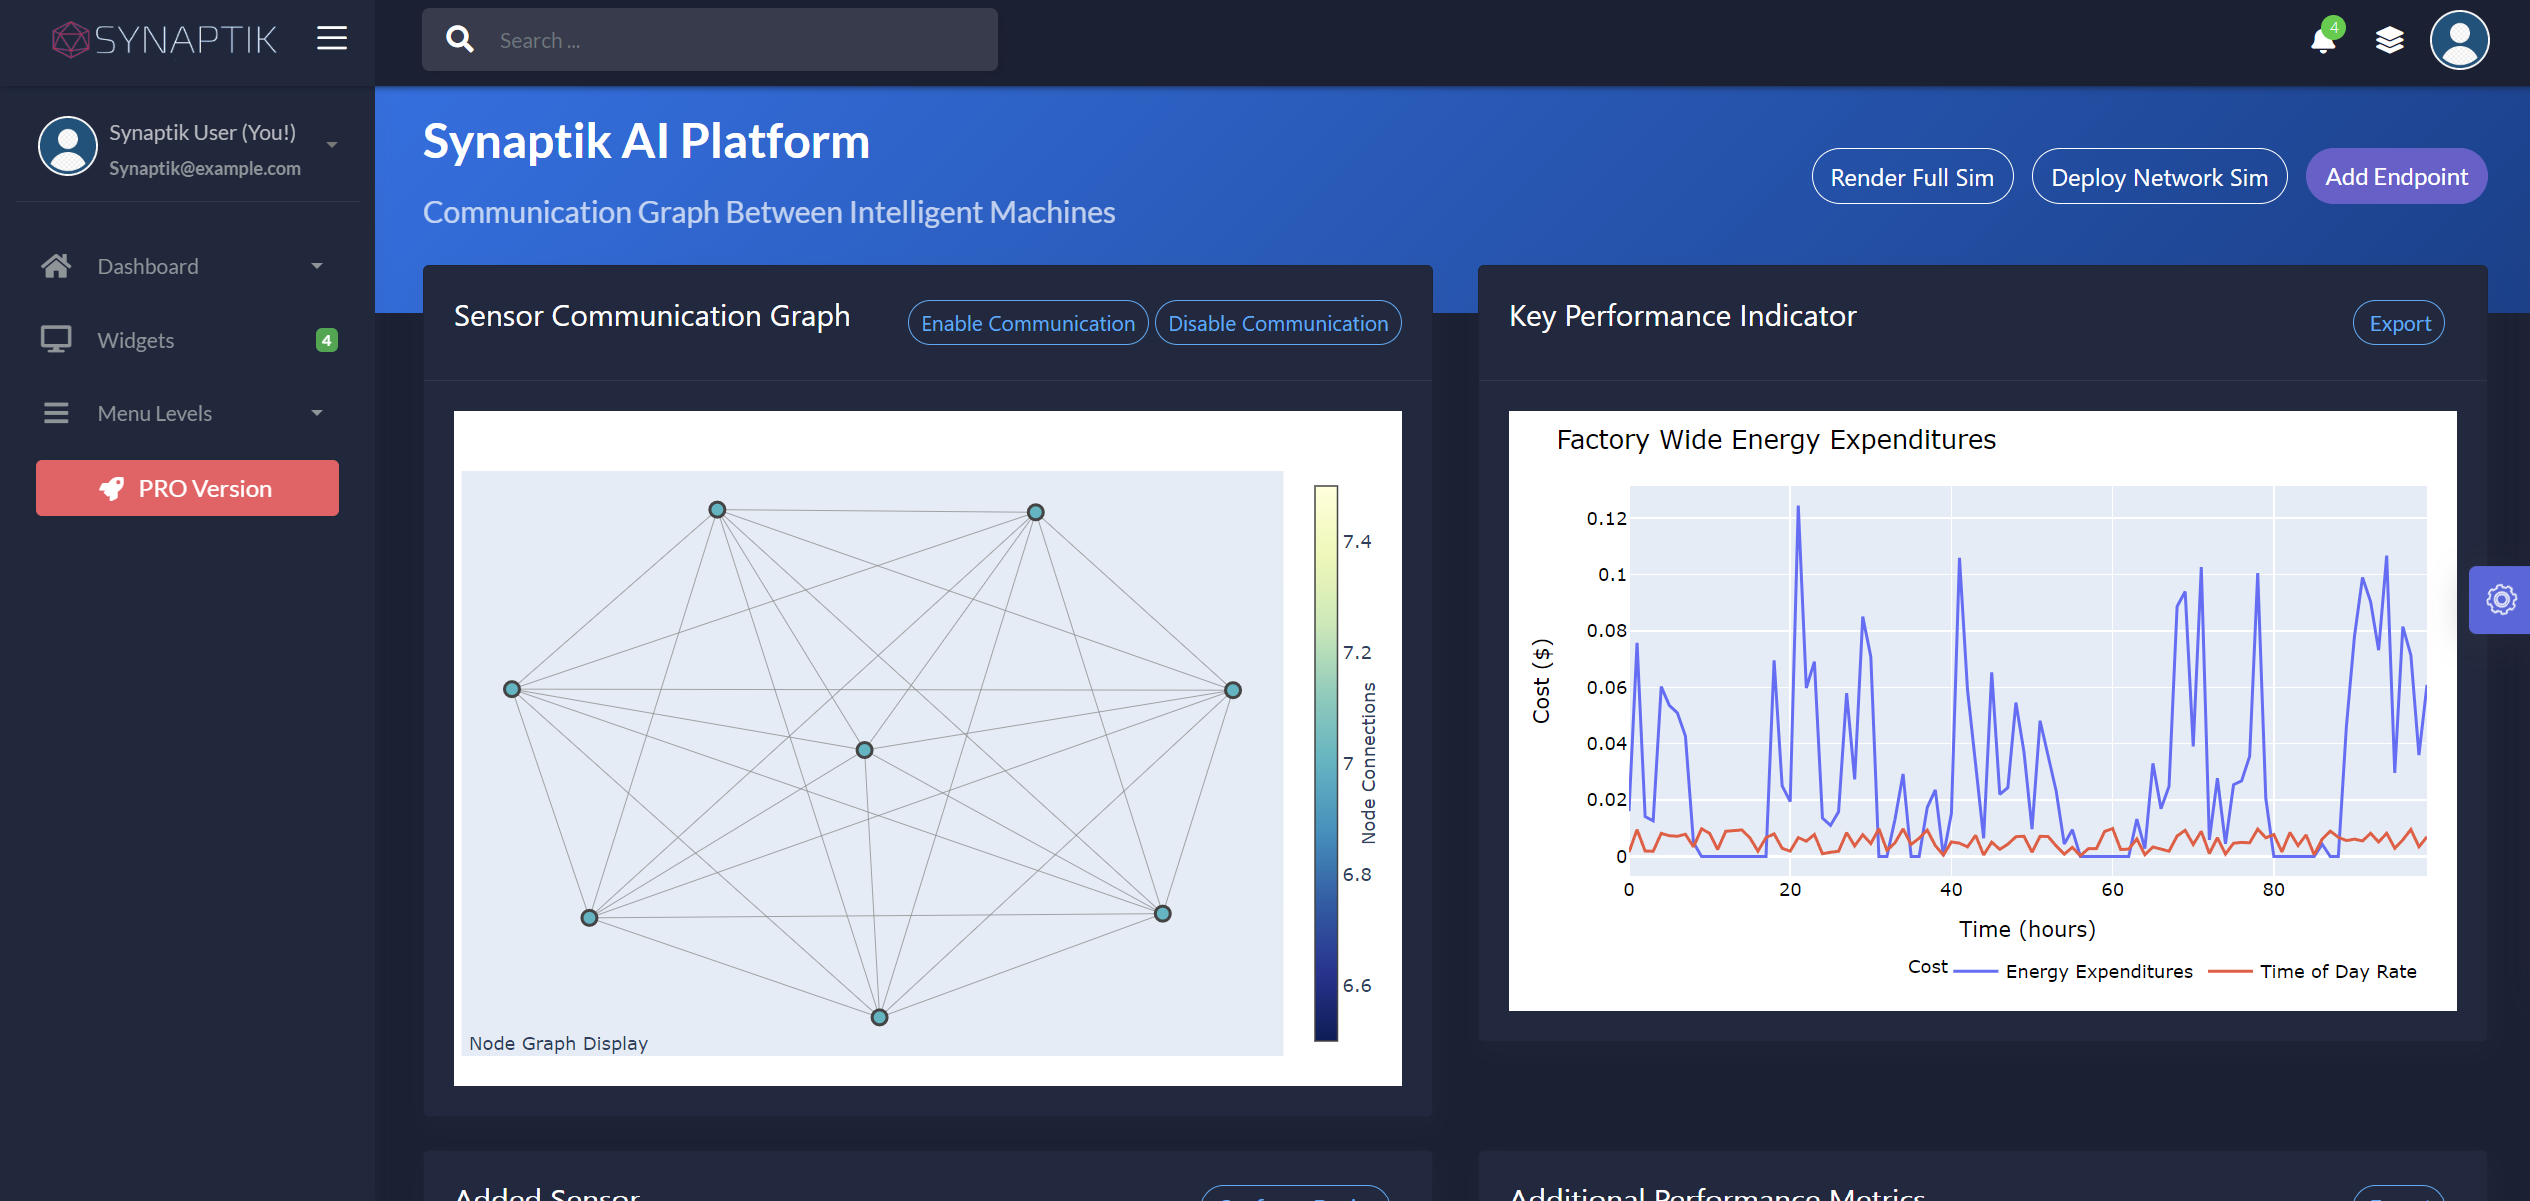 SYNAPTIK
Search ...
4
Synaptik User (You!)
Synaptik@example.com
Dashboard
Widgets
4
Menu Levels
PRO Version
Synaptik AI Platform
Communication Graph Between Intelligent Machines
Render Full Sim
Deploy Network Sim
Add Endpoint
Sensor Communication Graph
Enable Communication
Disable Communication
7.4
7.2
7
6.8
6.6
Node Connections
Node Graph Display
Key Performance Indicator
Export
Factory Wide Energy Expenditures
0.12
0.1
0.08
0.06
0.04
0.02
0
Cost ($)
0 20 40 60 80
Time (hours)
Cost Energy Expenditures Time of Day Rate
Added Sensor
Additional Performance Metrics